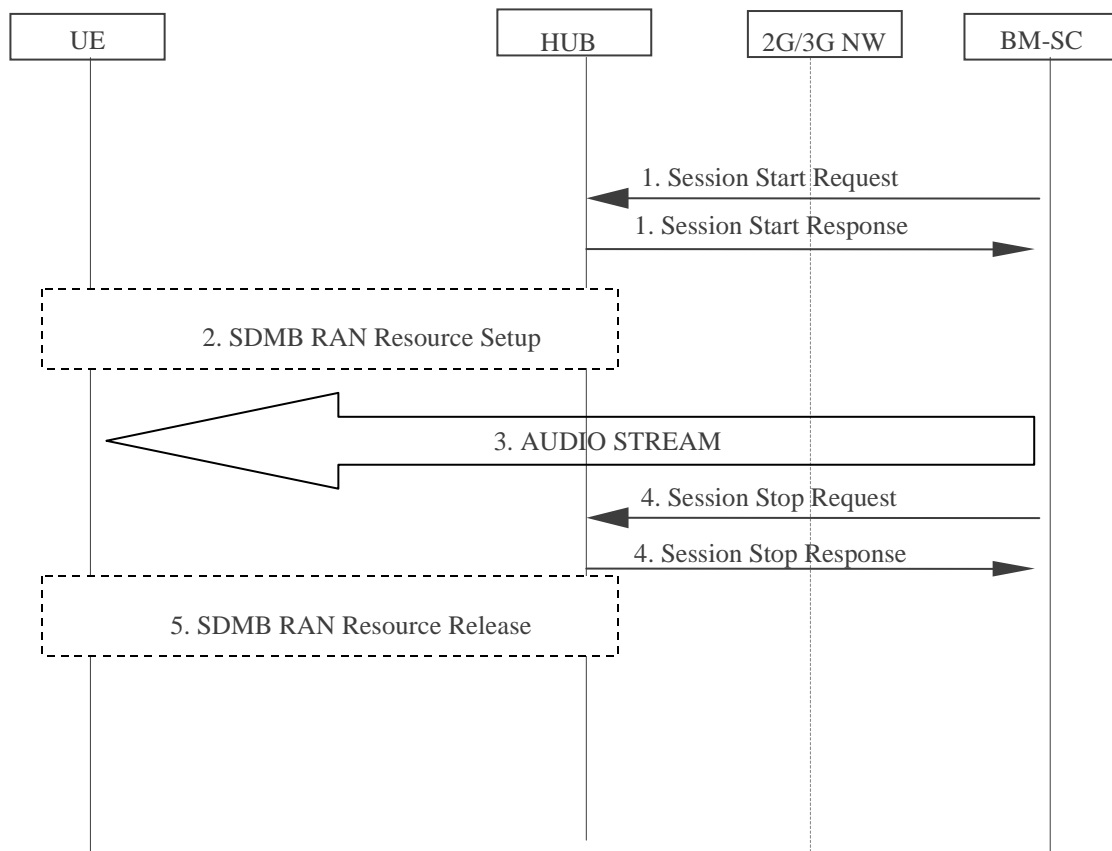 UE
HUB
2G/3G NW
BM-SC
1. Session Start Request
1. Session Start Response
2. SDMB RAN Resource Setup
3. AUDIO STREAM
4. Session Stop Request
4. Session Stop Response
5. SDMB RAN Resource Release